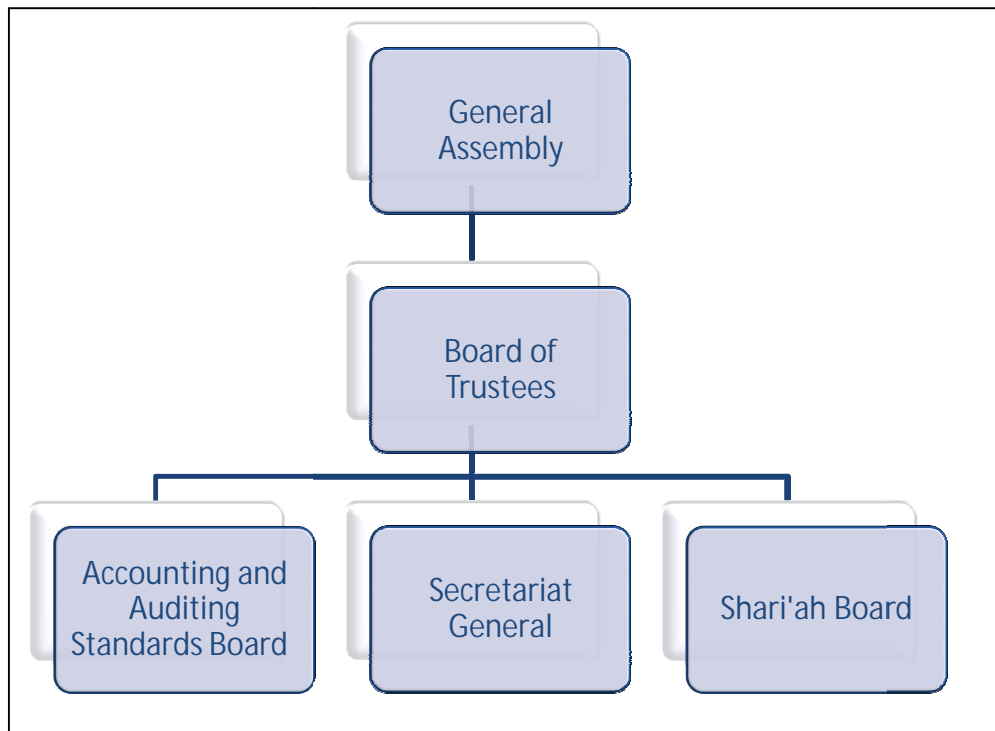 General
Assembly
Board of
Trustees
Accounting and
Auditing
Standards Board
Secretariat
General
Shari'ah Board